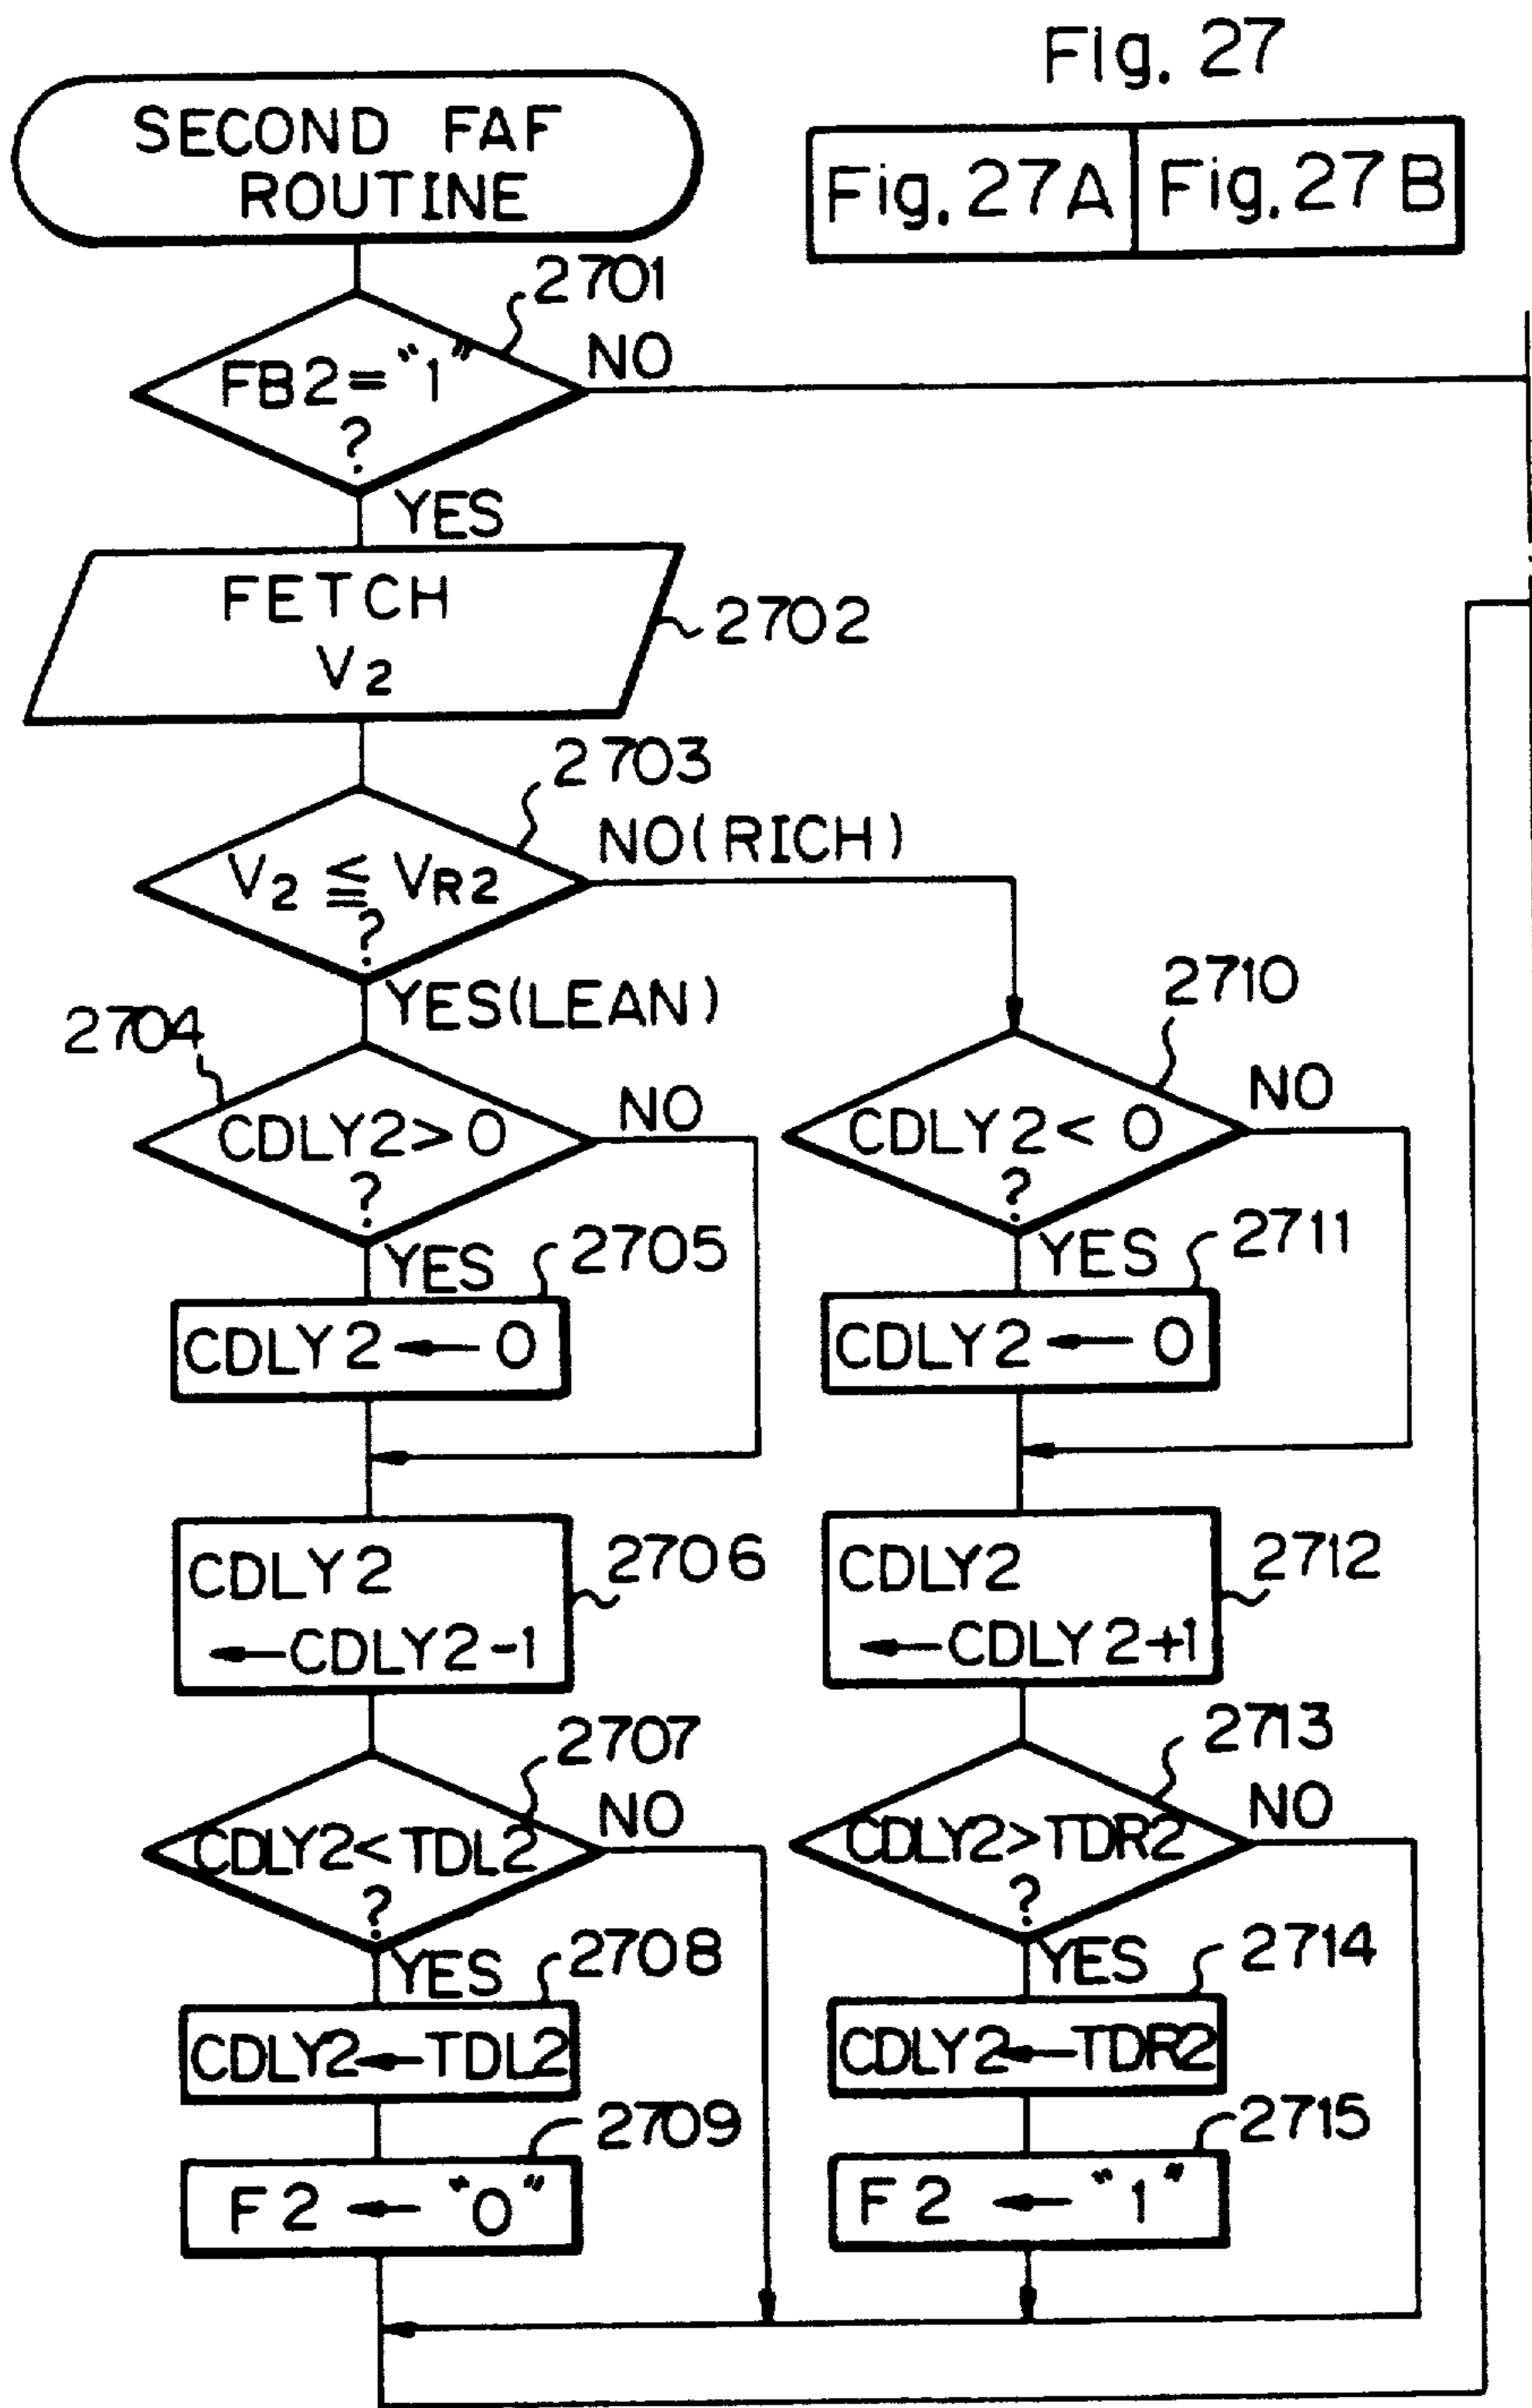 Fig. 27
Fig. 27A
Fig. 27B
SECOND FAF
ROUTINE
2701
FB2="1"
?
NO
YES
FETCH
V2
2702
2703
V2 ≦ VR2
?
NO(RICH)
YES(LEAN)
2704
CDLY2>0
?
NO
YES
2705
CDLY2←0
2706
CDLY2
←CDLY2-1
2707
CDLY2<TDL2
?
NO
YES
2708
CDLY2←TDL2
2709
F2 ← "0"
2710
CDLY2<0
?
NO
YES
2711
CDLY2←0
2712
CDLY2
←CDLY2+1
2713
CDLY2>TDR2
?
NO
YES
2714
CDLY2←TDR2
2715
F2 ← "1"